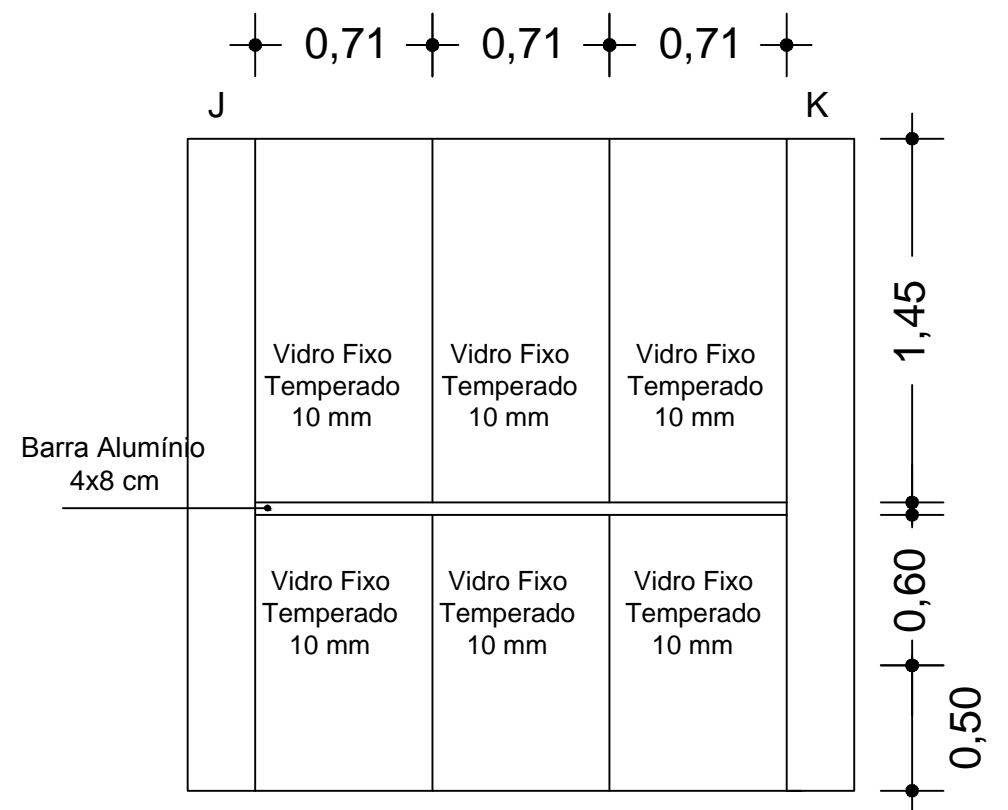 0,71 0,71 0,71
J K
1,45
Vidro Fixo Vidro Fixo Vidro Fixo
Temperado Temperado Temperado
10 mm 10 mm 10 mm
Barra Alumínio
4x8 cm
0,60
Vidro Fixo Vidro Fixo Vidro Fixo
Temperado Temperado Temperado
10 mm 10 mm 10 mm
0,50